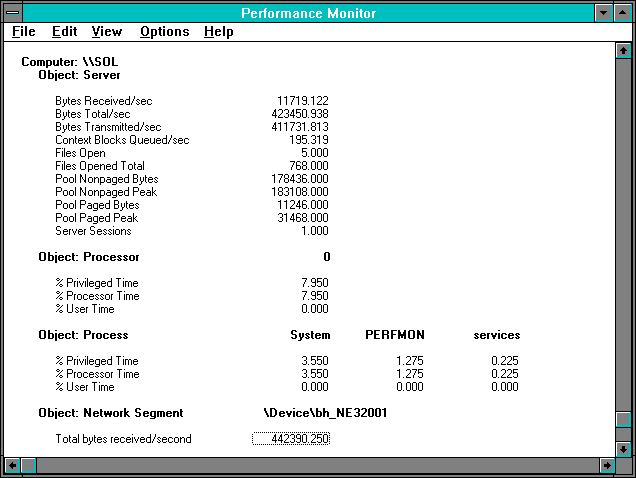 Performance Monitor
File Edit View Options Help
Computer: \\SOL
Object: Server
Bytes Received/sec 11719.122
Bytes Total/sec 423450.938
Bytes Transmitted/sec 411731.813
Context Blocks Queued/sec 195.319
Files Open 5.000
Files Opened Total 768.000
Pool Nonpaged Bytes 178436.000
Pool Nonpaged Peak 183108.000
Pool Paged Bytes 11246.000
Pool Paged Peak 31468.000
Server Sessions 1.000
Object: Processor 0
% Privileged Time 7.950
% Processor Time 7.950
% User Time 0.000
Object: Process System PERFMON services
% Privileged Time 3.550 1.275 0.225
% Processor Time 3.550 1.275 0.225
% User Time 0.000 0.000 0.000
Object: Network Segment \Device\bh_NE32001
Total bytes received/second 442390.250